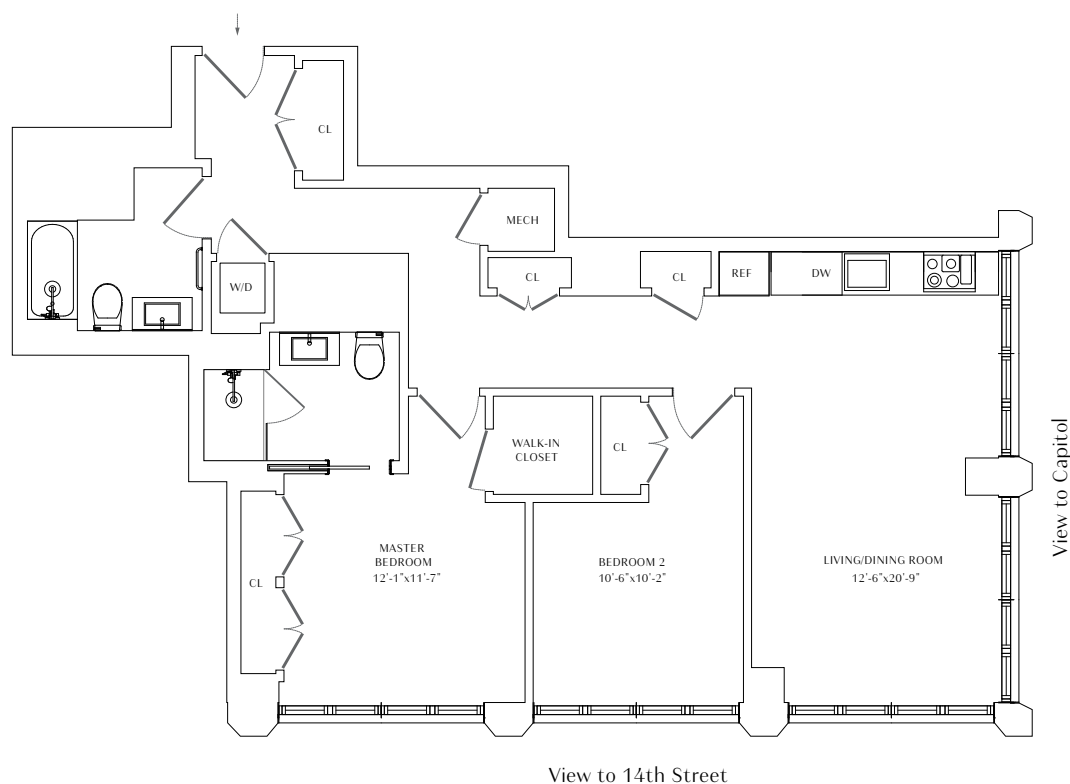 CL
MECH
CL
CL
REF
DW
W/D
WALK-IN
CLOSET
CL
MASTER
BEDROOM
12'-1"x11'-7"
BEDROOM 2
10'-6"x10'-2"
LIVING/DINING ROOM
12'-6"x20'-9"
CL
View to Capitol
View to 14th Street